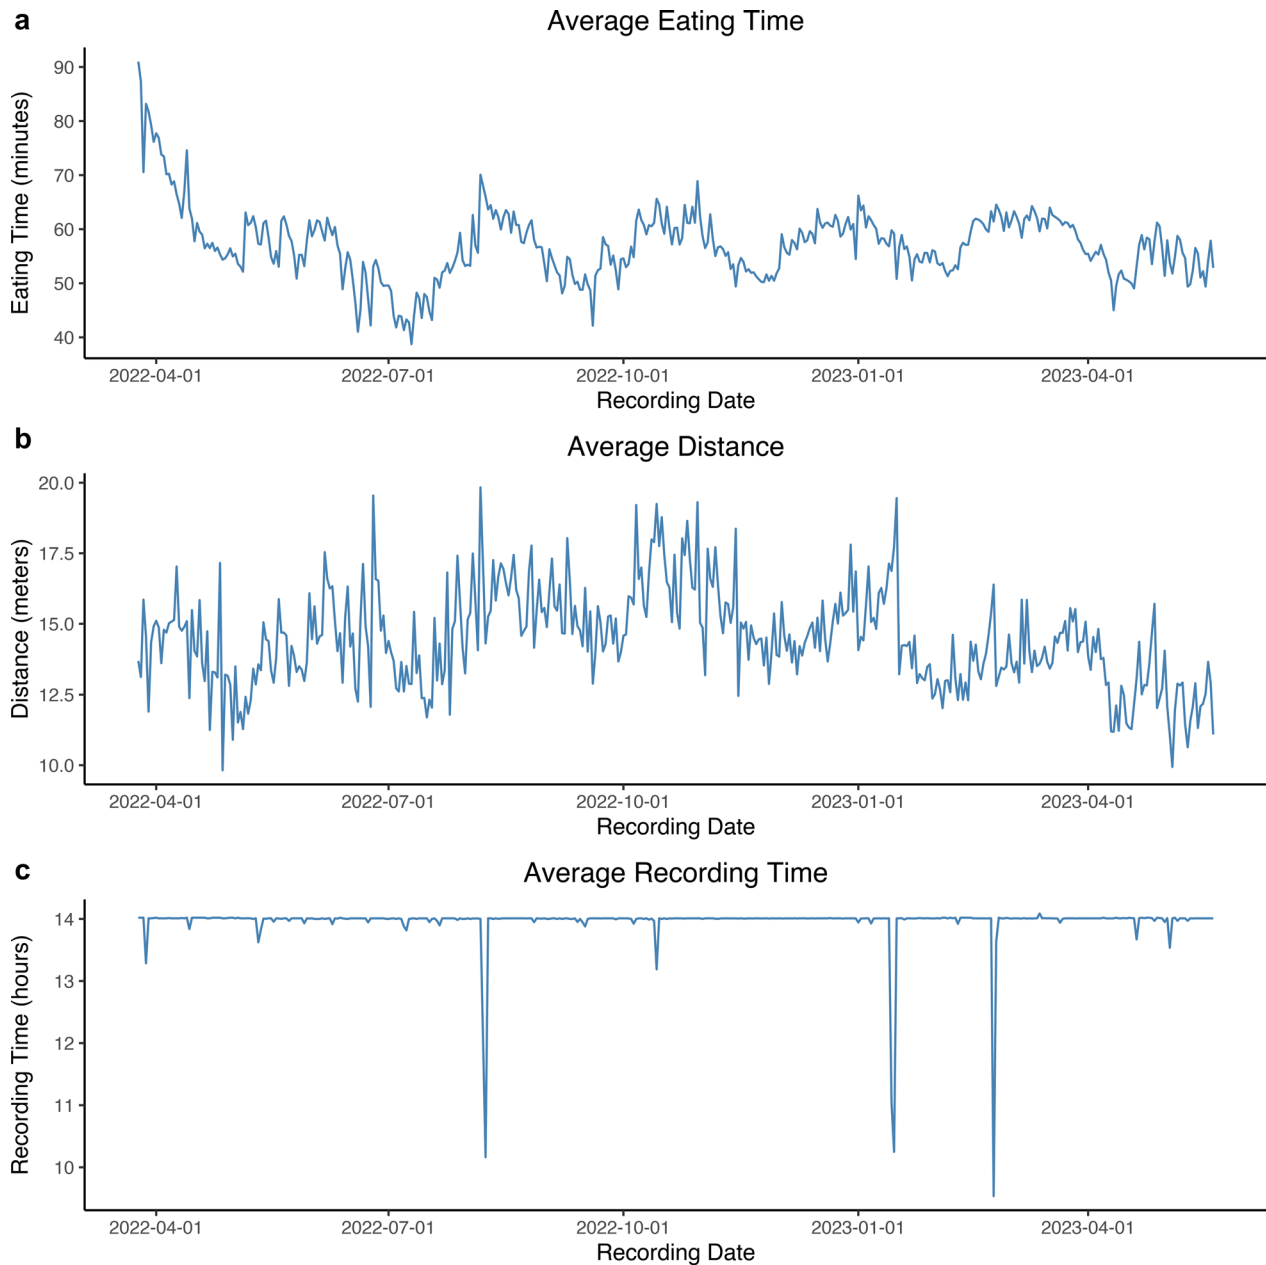 a
Average Eating Time
Eating Time (minutes)
90
80
70
60
50
40
2022-04-01 2022-07-01 2022-10-01 2023-01-01 2023-04-01
Recording Date
b
Average Distance
Distance (meters)
20.0
17.5
15.0
12.5
10.0
2022-04-01 2022-07-01 2022-10-01 2023-01-01 2023-04-01
Recording Date
c
Average Recording Time
Recording Time (hours)
14
13
12
11
10
2022-04-01 2022-07-01 2022-10-01 2023-01-01 2023-04-01
Recording Date